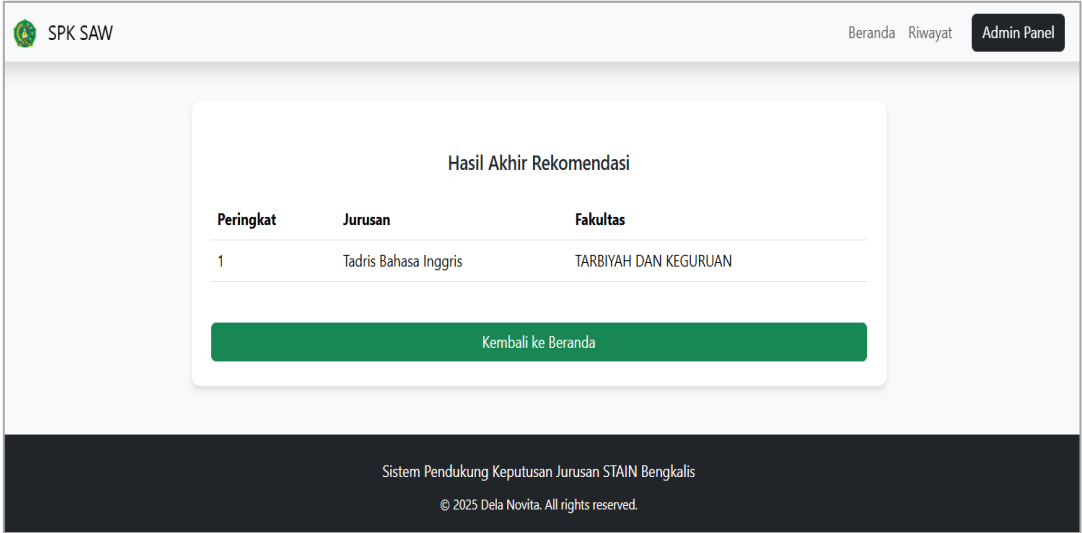 SPK SAW Beranda Riwayat Admin Panel
Hasil Akhir Rekomendasi
Peringkat Jurusan Fakultas
1 Tadris Bahasa Inggris TARBIYAH DAN KEGURUAN
Kembali ke Beranda
Sistem Pendukung Keputusan Jurusan STAIN Bengkalis
© 2025 Dela Novita. All rights reserved.